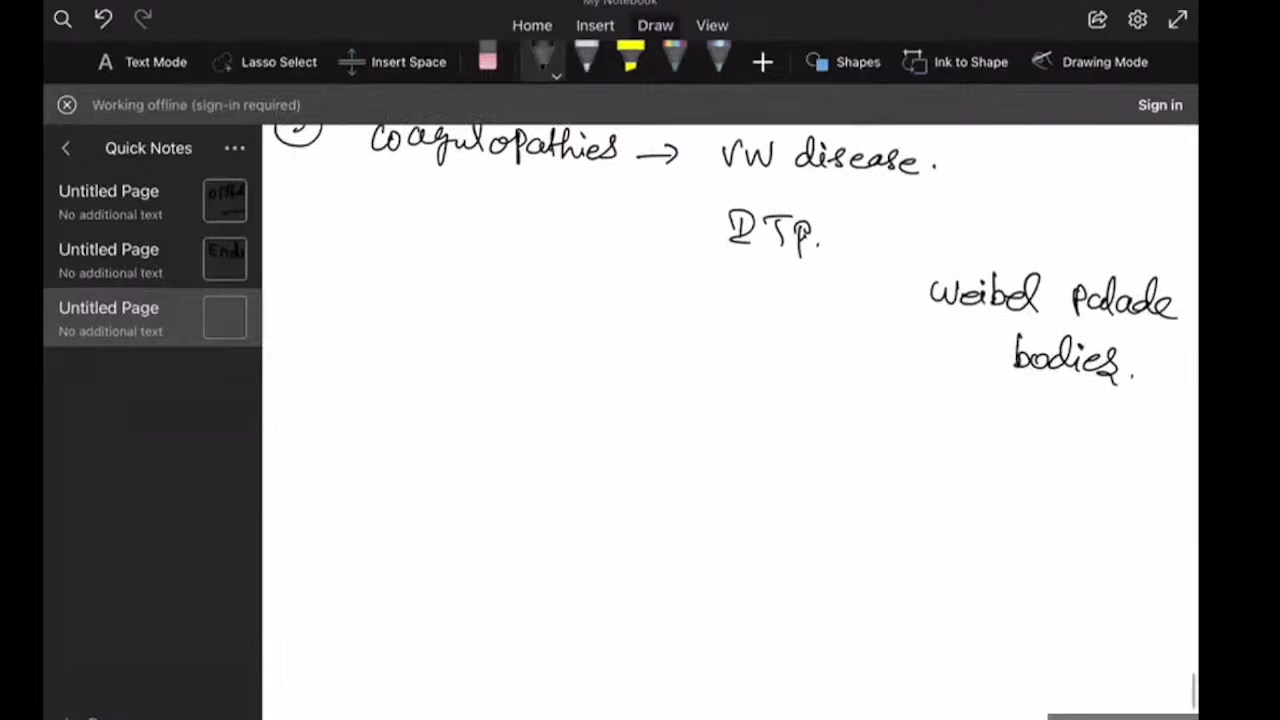 My Notebook
Home Insert Draw View
Text Mode Lasso Select Insert Space Shapes Ink to Shape Drawing Mode
Working offline (sign-in required) Sign in
Quick Notes
Untitled Page
No additional text
Untitled Page
No additional text
Untitled Page
No additional text
Coagulopathies → VW disease.
ITP.
Weibel palade
bodies.